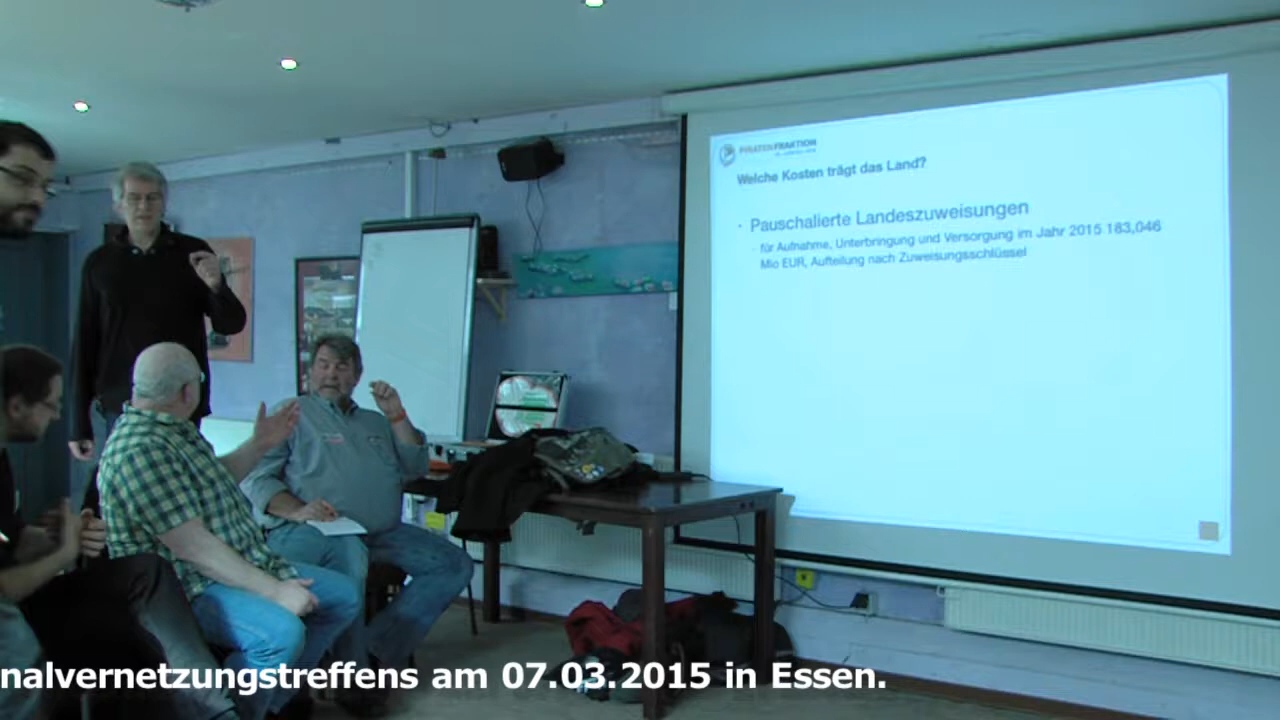 PIRATENFRAKTION
Welche Kosten trägt das Land?
· Pauschalierte Landeszuweisungen
- für Aufnahme, Unterbringung und Versorgung im Jahr 2015 183,046
Mio EUR, Aufteilung nach Zuweisungsschlüssel
nalvernetzungstreffens am 07.03.2015 in Essen.